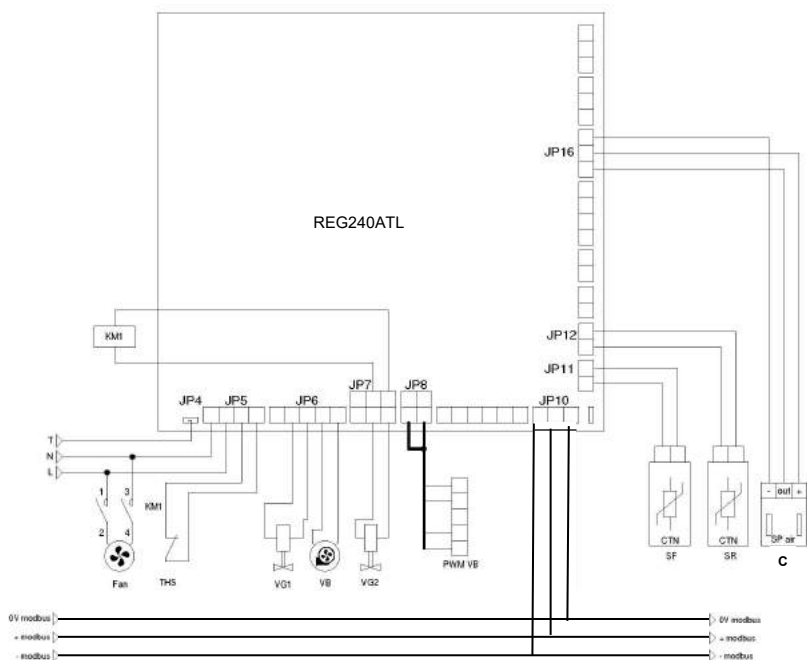 JP16
REG240ATL
KM1
JP12
JP11
JP7
JP8
JP4
JP5
JP6
JP10
T
N
L
1
3
KM1
2
4
- out +
CTN
CTN
SP air
SF
SR
C
Fan
THS
VG1
VB
VG2
PWM VB
0V modbus
0V modbus
+ modbus
+ modbus
- modbus
- modbus